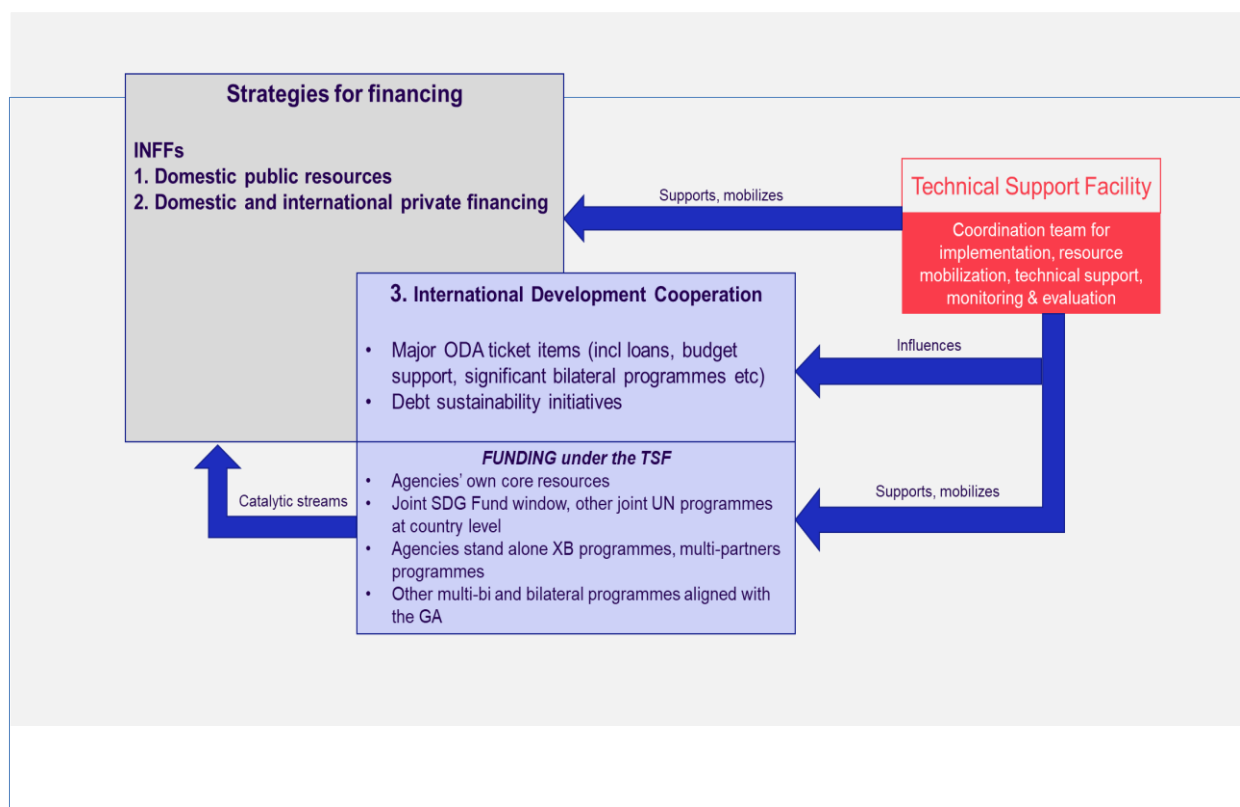 Strategies for financing
INFFs
1. Domestic public resources
2. Domestic and international private financing
Supports, mobilizes
Technical Support Facility
Coordination team for
implementation, resource
mobilization, technical support,
monitoring & evaluation
3. International Development Cooperation
• Major ODA ticket items (incl loans, budget
support, significant bilateral programmes etc)
• Debt sustainability initiatives
Influences
FUNDING under the TSF
• Agencies' own core resources
• Joint SDG Fund window, other joint UN programmes
at country level
• Agencies stand alone XB programmes, multi-partners
programmes
• Other multi-bi and bilateral programmes aligned with
the GA
Catalytic streams
Supports, mobilizes